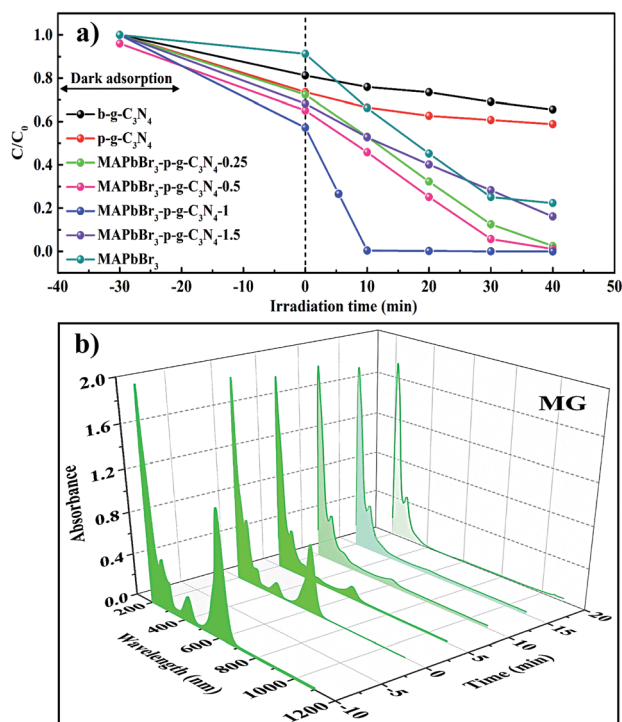 a)
1.0
0.8
0.6
0.4
0.2
0.0
C/C₀
Dark adsorption
b-g-C₃N₄
p-g-C₃N₄
MAPbBr₃-p-g-C₃N₄-0.25
MAPbBr₃-p-g-C₃N₄-0.5
MAPbBr₃-p-g-C₃N₄-1
MAPbBr₃-p-g-C₃N₄-1.5
MAPbBr₃
-40 -30 -20 -10 0 10 20 30 40
Irradiation time (min)
b)
MG
2.0
1.6
1.2
0.8
0.4
0.0
Absorbance
200
400
600
800
1000
1200
Wavelength (nm)
-10
-5
0
5
10
15
20
Time (min)